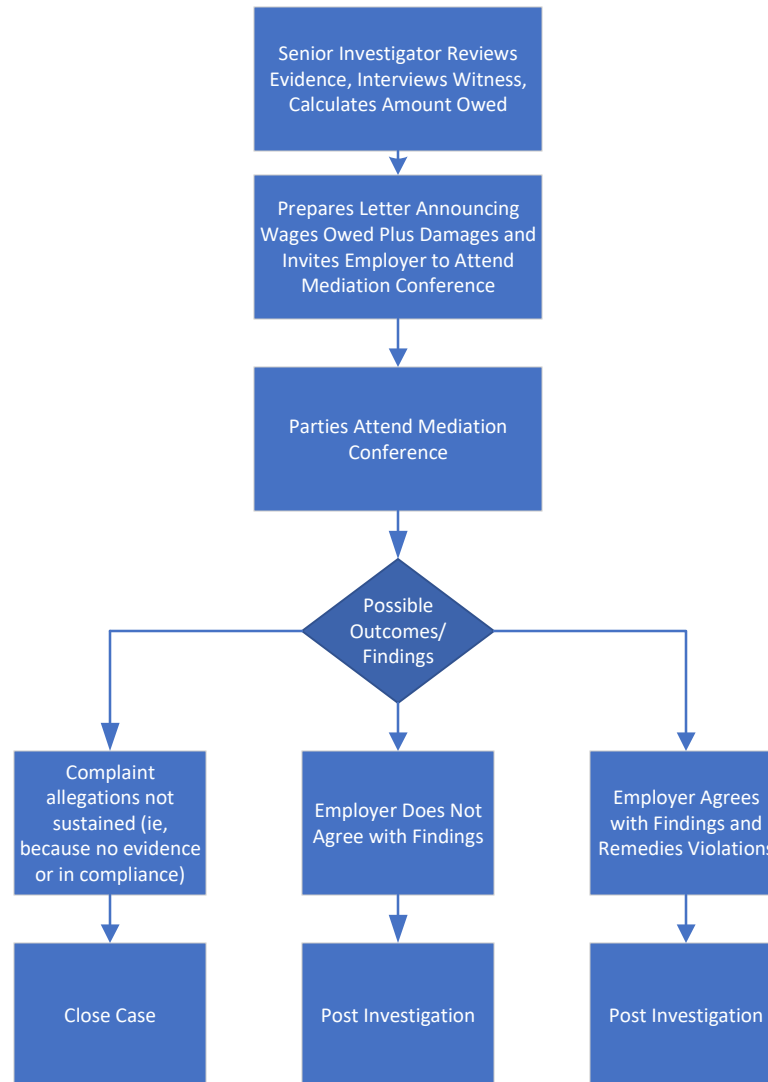 Senior Investigator Reviews
Evidence, Interviews Witness,
Calculates Amount Owed
Prepares Letter Announcing
Wages Owed Plus Damages and
Invites Employer to Attend
Mediation Conference
Parties Attend Mediation
Conference
Possible
Outcomes/
Findings
Complaint
allegations not
sustained (ie,
because no evidence
or in compliance)
Employer Does Not
Agree with Findings
Employer Agrees
with Findings and
Remedies Violations
Close Case
Post Investigation
Post Investigation